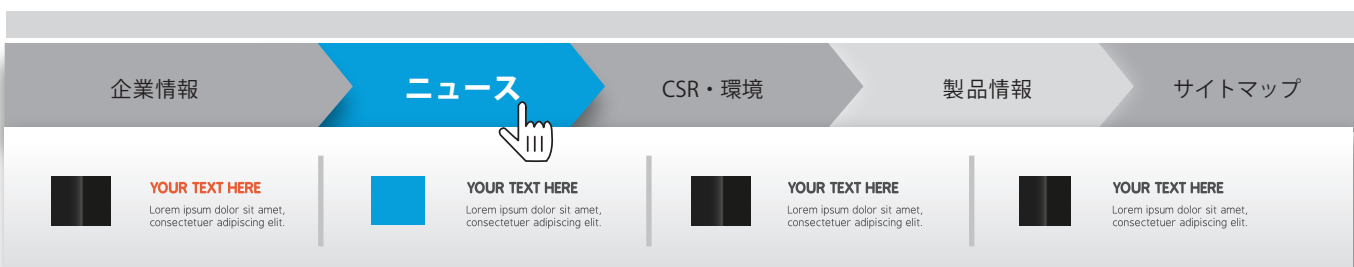 企業情報
ニュース
CSR・環境
製品情報
サイトマップ
YOUR TEXT HERE
Lorem ipsum dolor sit amet,
consectetuer adipiscing elit.
YOUR TEXT HERE
Lorem ipsum dolor sit amet,
consectetuer adipiscing elit.
YOUR TEXT HERE
Lorem ipsum dolor sit amet,
consectetuer adipiscing elit.
YOUR TEXT HERE
Lorem ipsum dolor sit amet,
consectetuer adipiscing elit.